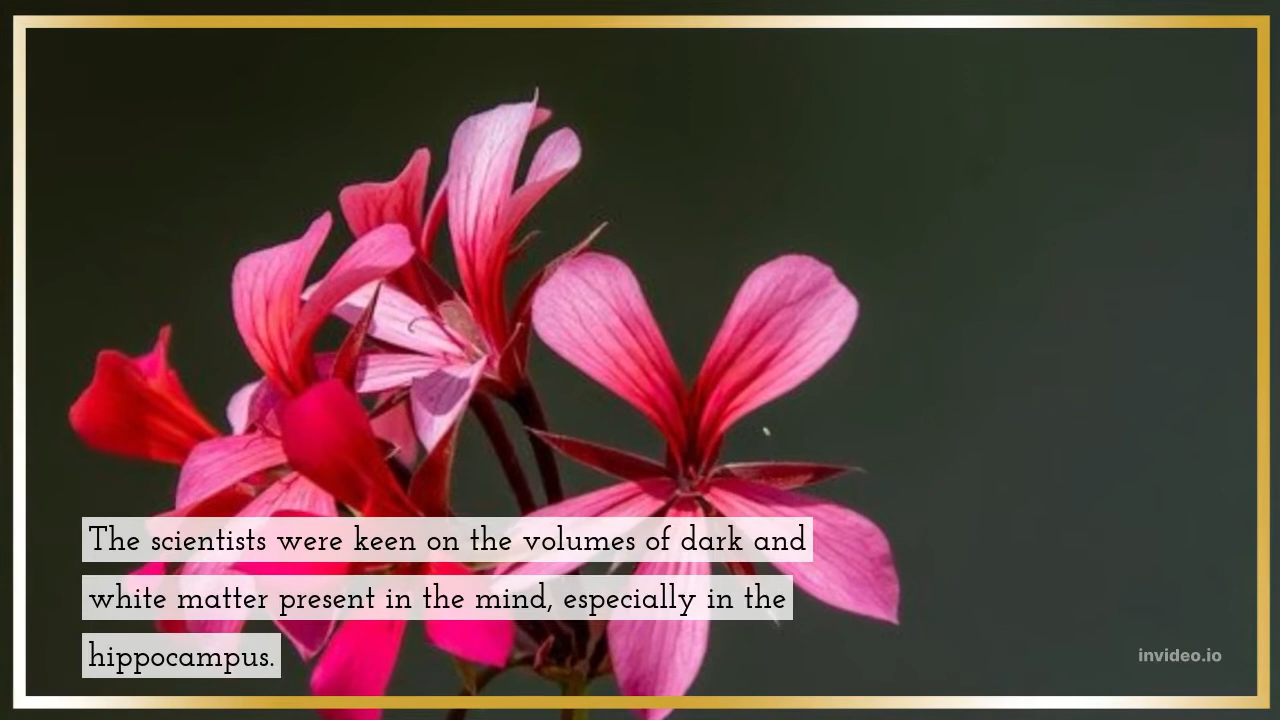 The scientists were keen on the volumes of dark and
white matter present in the mind, especially in the
hippocampus.
invideo.io